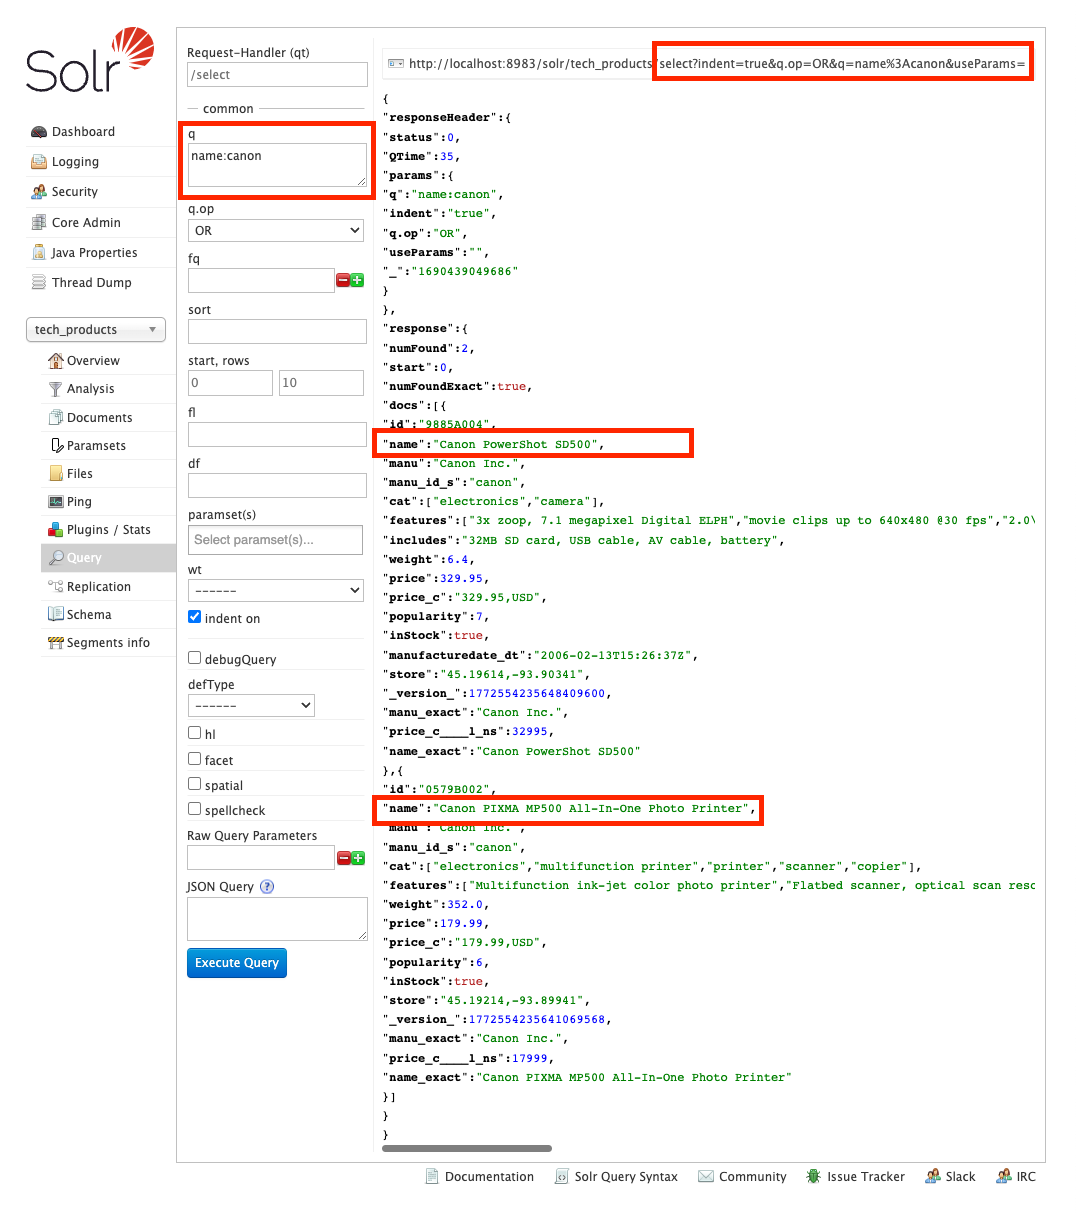 Solr
Dashboard
Logging
Security
Core Admin
Java Properties
Thread Dump
tech_products
Overview
Analysis
Documents
Paramsets
Files
Ping
Plugins / Stats
Query
Replication
Schema
Segments info
Request-Handler (qt)
/select
common
q
name:canon
q.op
OR
fq
sort
start, rows
0 10
fl
df
paramset(s)
Select paramset(s)...
wt
------
indent on
debugQuery
defType
------
hl
facet
spatial
spellcheck
Raw Query Parameters
JSON Query ?
Execute Query
http://localhost:8983/solr/tech_products/select?indent=true&q.op=OR&q=name%3Acanon&useParams=
{
"responseHeader":{
"status":0,
"QTime":35,
"params":{
"q":"name:canon",
"indent":"true",
"q.op":"OR",
"useParams":"",
"_":"1690439049686"
}
},
"response":{
"numFound":2,
"start":0,
"numFoundExact":true,
"docs":[{
"id":"9885A004",
"name":"Canon PowerShot SD500",
"manu":"Canon Inc.",
"manu_id_s":"canon",
"cat":["electronics","camera"],
"features":["3x zoop, 7.1 megapixel Digital ELPH","movie clips up to 640x480 @30 fps","2.0\
"includes":"32MB SD card, USB cable, AV cable, battery",
"weight":6.4,
"price":329.95,
"price_c":"329.95,USD",
"popularity":7,
"inStock":true,
"manufacturedate_dt":"2006-02-13T15:26:37Z",
"store":"45.19614,-93.90341",
"_version_":1772554235648409600,
"manu_exact":"Canon Inc.",
"price_c____l_ns":32995,
"name_exact":"Canon PowerShot SD500"
},{
"id":"0579B002",
"name":"Canon PIXMA MP500 All-In-One Photo Printer",
"manu":"Canon Inc.",
"manu_id_s":"canon",
"cat":["electronics","multifunction printer","printer","scanner","copier"],
"features":["Multifunction ink-jet color photo printer","Flatbed scanner, optical scan reso
"weight":352.0,
"price":179.99,
"price_c":"179.99,USD",
"popularity":6,
"inStock":true,
"store":"45.19214,-93.89941",
"_version_":1772554235641069568,
"manu_exact":"Canon Inc.",
"price_c____l_ns":17999,
"name_exact":"Canon PIXMA MP500 All-In-One Photo Printer"
}]
}
}
Documentation Solr Query Syntax Community Issue Tracker Slack IRC